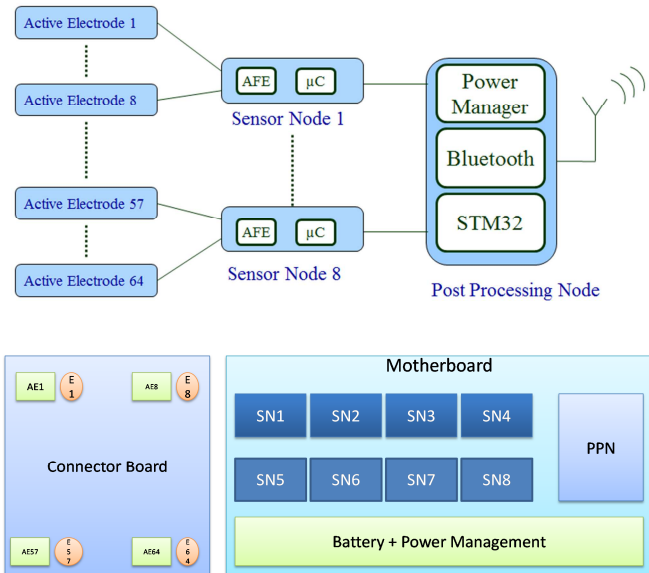 Active Electrode 1
Active Electrode 8
Active Electrode 57
Active Electrode 64
AFE
µC
Sensor Node 1
AFE
µC
Sensor Node 8
Power
Manager
Bluetooth
STM32
Post Processing Node
AE1
E
1
AE8
E
8
Connector Board
AE57
E
5
7
AE64
E
6
4
Motherboard
SN1
SN2
SN3
SN4
SN5
SN6
SN7
SN8
PPN
Battery + Power Management